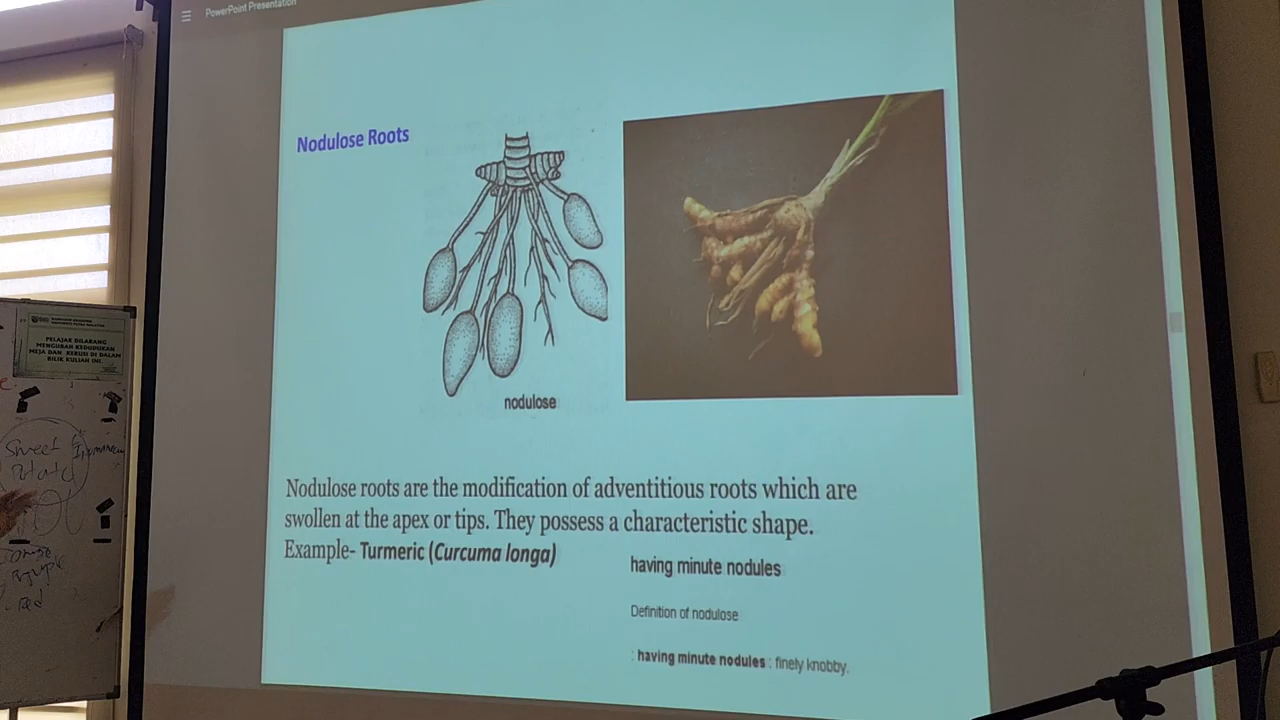 PowerPoint Presentation
Nodulose Roots
nodulose
Nodulose roots are the modification of adventitious roots which are
swollen at the apex or tips. They possess a characteristic shape.
Example- Turmeric (Curcuma longa)
having minute nodules
Definition of nodulose
: having minute nodules : finely knobby.
PELAJAR DILARANG
MENGUBAH KEDUDUKAN
MEJA DAN KERUSI DI DALAM
BILIK KULIAH INI.
Sweet
Potato
Red